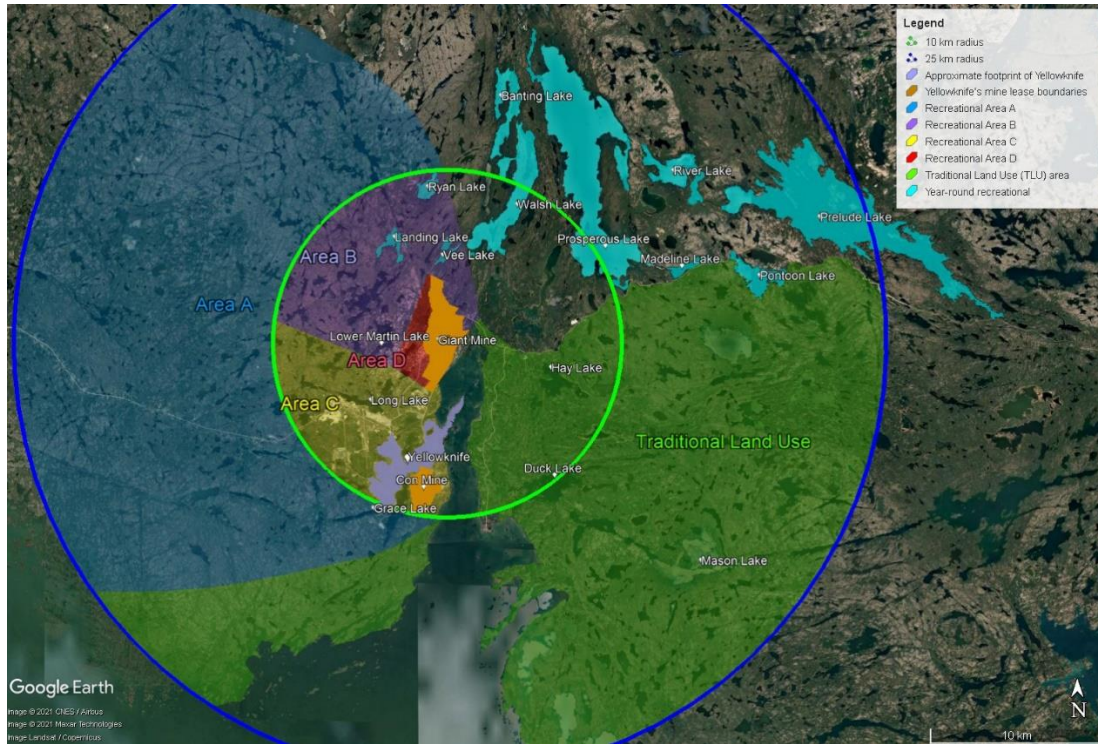 Legend
10 km radius
25 km radius
Approximate footprint of Yellowknife
Yellowknife's mine lease boundaries
Recreational Area A
Recreational Area B
Recreational Area C
Recreational Area D
Traditional Land Use (TLU) area
Year-round recreational
Banting Lake
River Lake
Ryan Lake
Walsh Lake
Prelude Lake
Landing Lake
Prosperous Lake
Area B
Vee Lake
Madeline Lake
Pontoon Lake
Area A
Lower Martin Lake
Giant Mine
Area D
Hay Lake
Area C
Long Lake
Traditional Land Use
Yellowknife
Duck Lake
Con Mine
Grace Lake
Mason Lake
Google Earth
Image © 2021 CNES / Airbus
Image © 2021 Maxar Technologies
Image Landsat / Copernicus
N
10 km